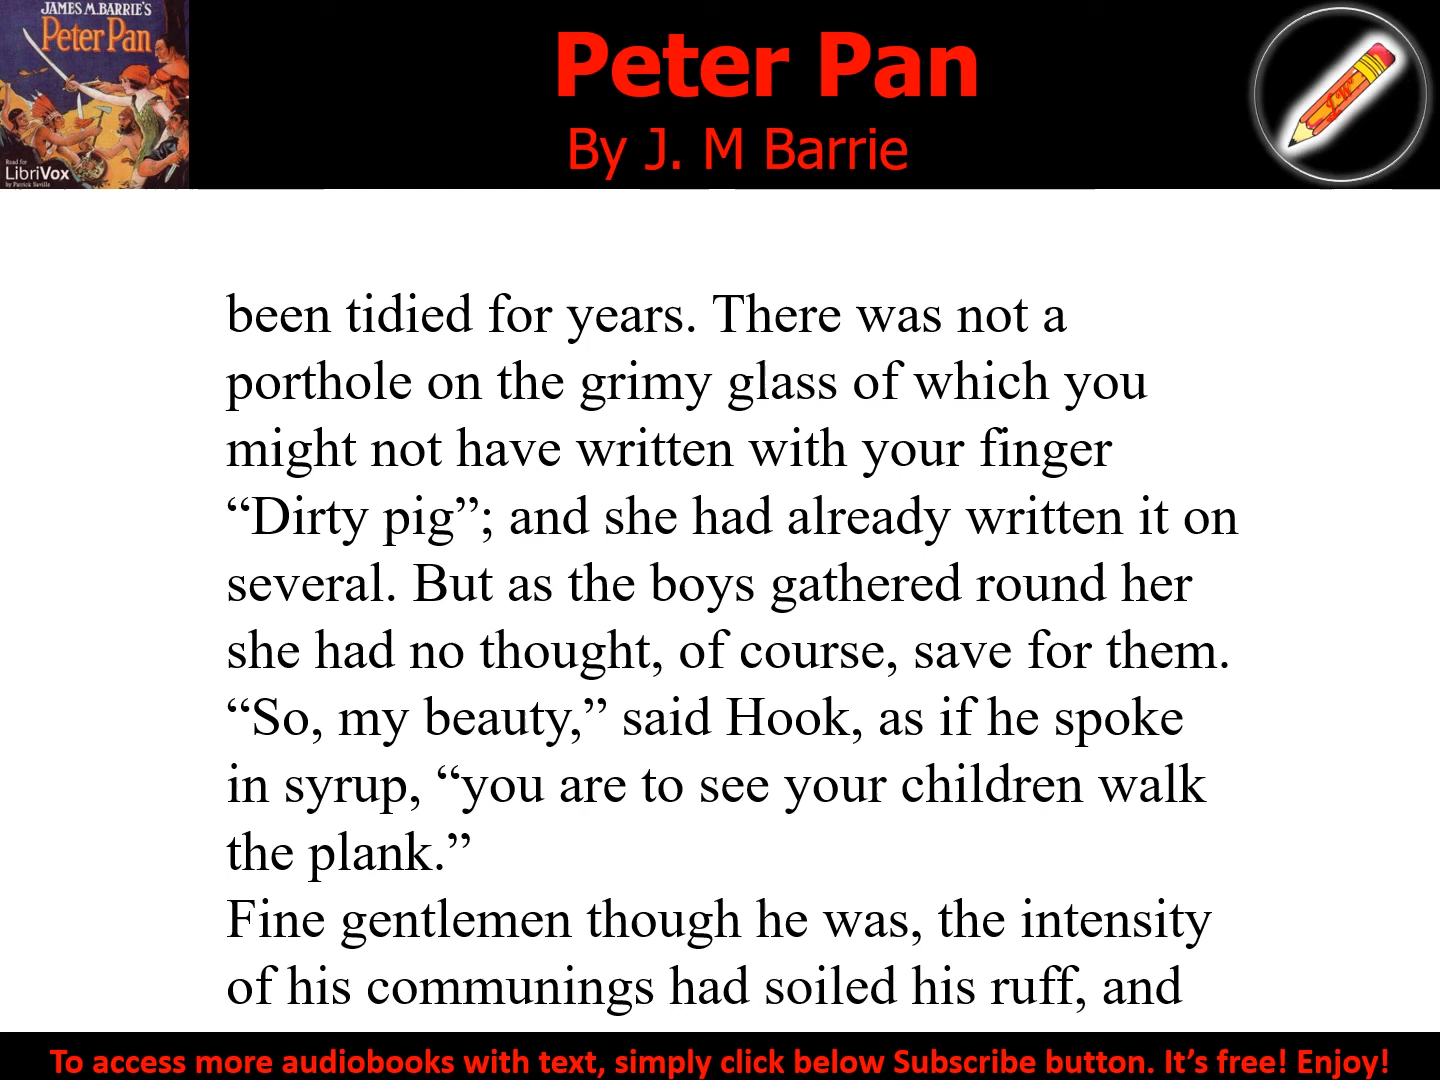 JAMES M. BARRIE'S
Peter Pan
Read for
LibriVox
by Patrick Saville
Peter Pan
By J. M Barrie
been tidied for years. There was not a
porthole on the grimy glass of which you
might not have written with your finger
“Dirty pig”; and she had already written it on
several. But as the boys gathered round her
she had no thought, of course, save for them.
“So, my beauty,” said Hook, as if he spoke
in syrup, “you are to see your children walk
the plank.”
Fine gentlemen though he was, the intensity
of his communings had soiled his ruff, and
To access more audiobooks with text, simply click below Subscribe button. It’s free! Enjoy!